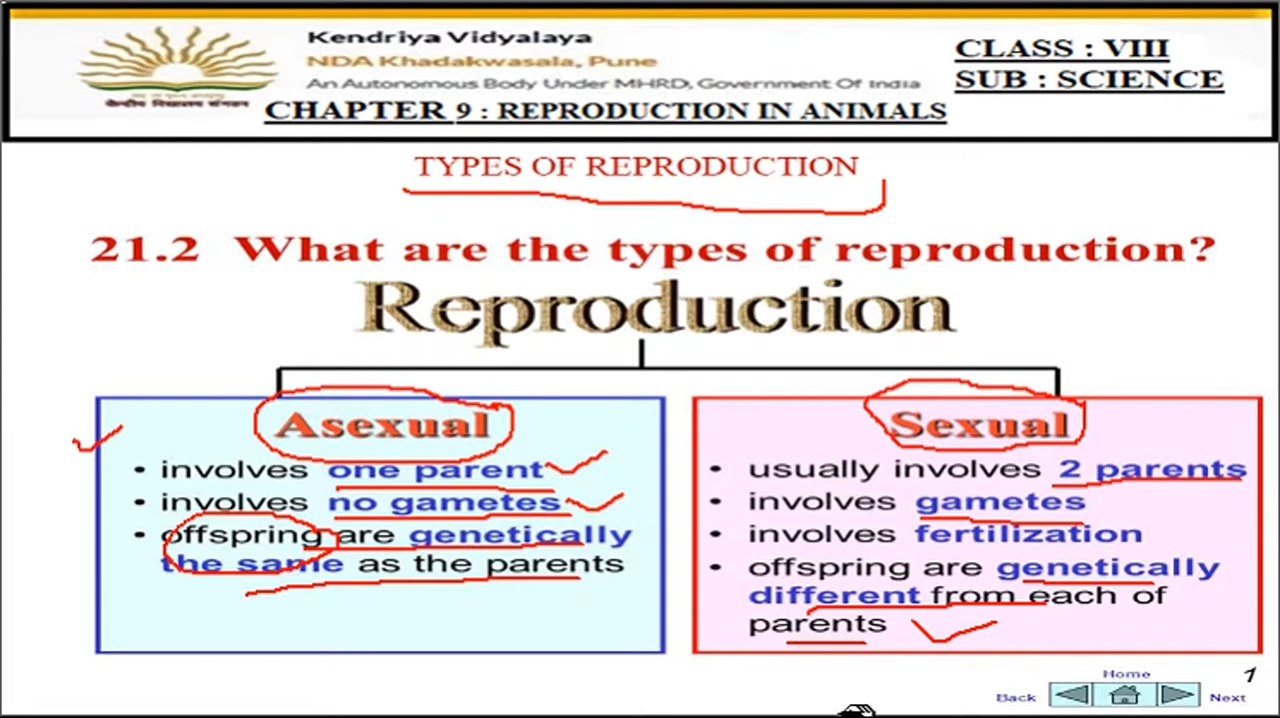 Kendriya Vidyalaya
NDA Khadakwasala, Pune
An Autonomous Body Under MHRD, Government Of India
केन्द्रीय विद्यालय संगठन
CLASS : VIII
SUB : SCIENCE
CHAPTER 9 : REPRODUCTION IN ANIMALS
TYPES OF REPRODUCTION
21.2 What are the types of reproduction?
Reproduction
Asexual
• involves one parent
• involves no gametes
• offspring are genetically
the same as the parents
Sexual
• usually involves 2 parents
• involves gametes
• involves fertilization
• offspring are genetically
different from each of
parents
Home
Back
Next
1